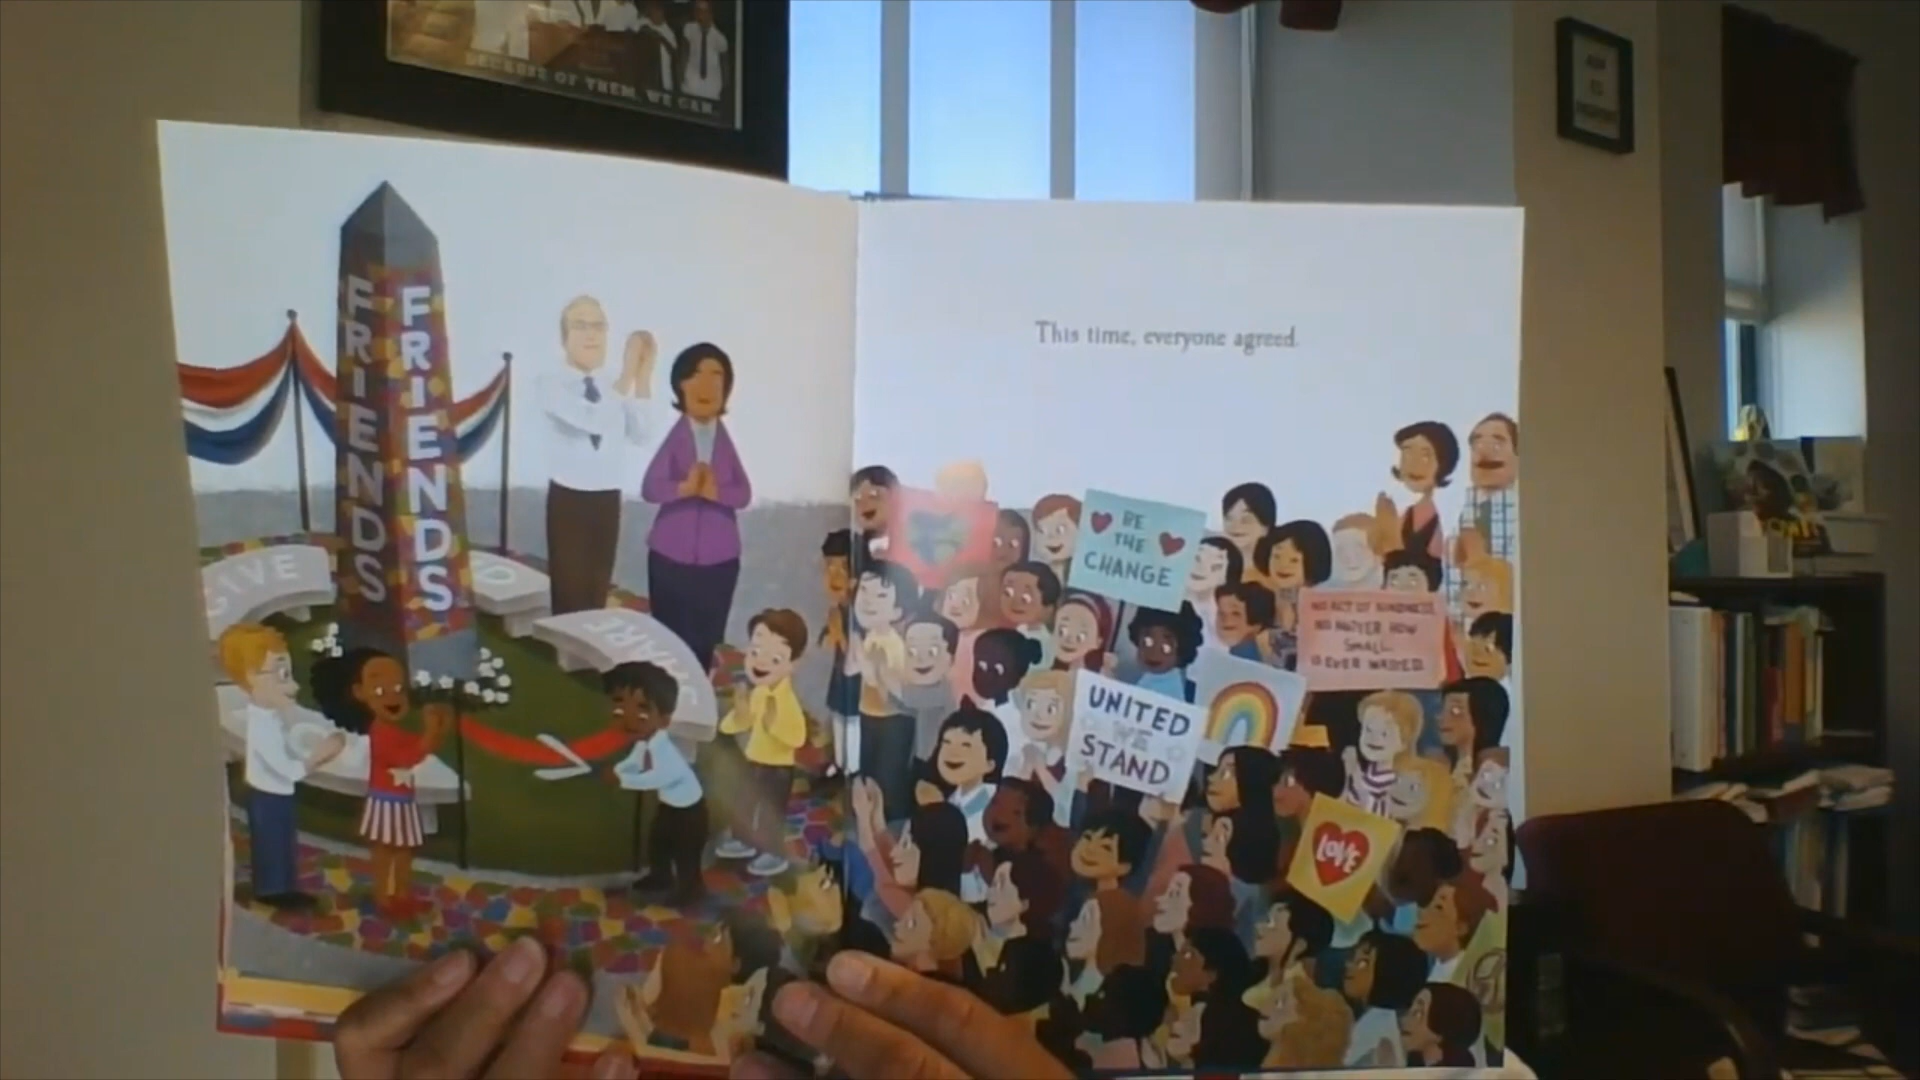 BECAUSE OF THEM, WE CAN.
FRIENDS
FRIENDS
GIVE
SHARE
This time, everyone agreed.
BE
THE
CHANGE
NO ACT OF KINDNESS,
NO MATTER HOW
SMALL,
IS EVER WASTED.
UNITED
WE
STAND
LOVE